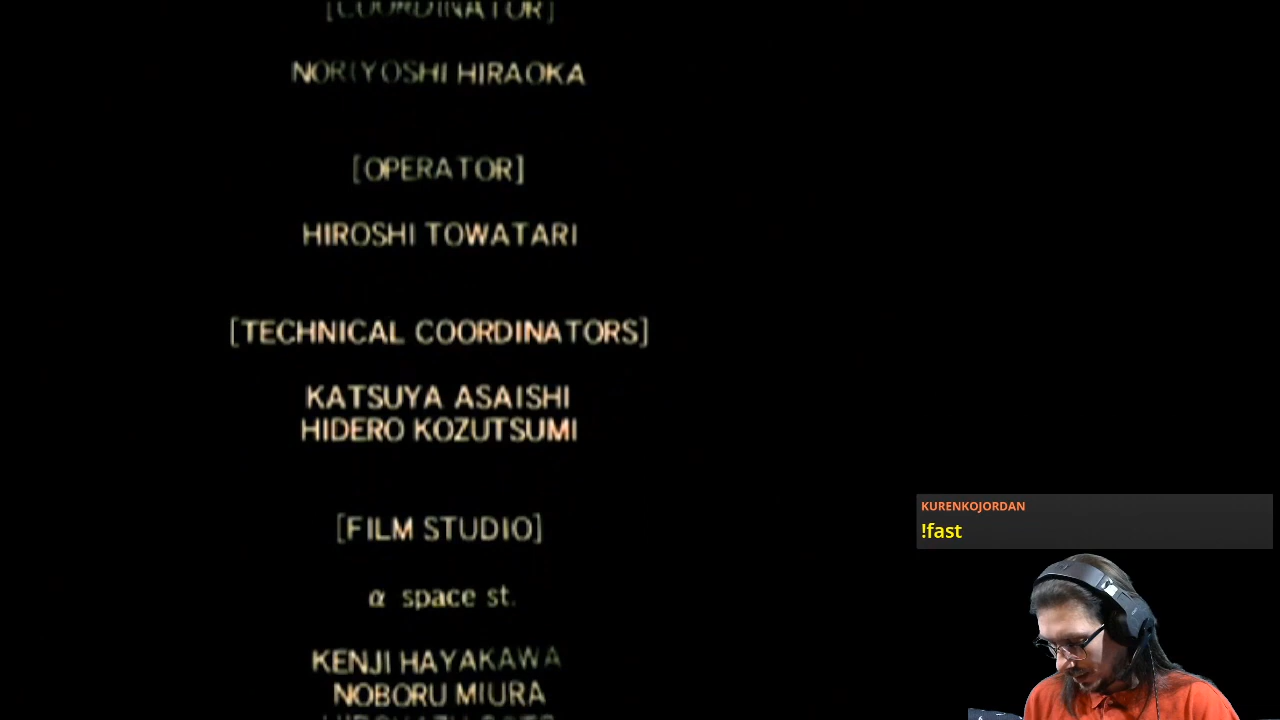 [COORDINATOR]
NORIYOSHI HIRAOKA
[OPERATOR]
HIROSHI TOWATARI
[TECHNICAL COORDINATORS]
KATSUYA ASAISHI
HIDERO KOZUTSUMI
[FILM STUDIO]
α space st.
KENJI HAYAKAWA
NOBORU MIURA
KURENKOJORDAN
!fast